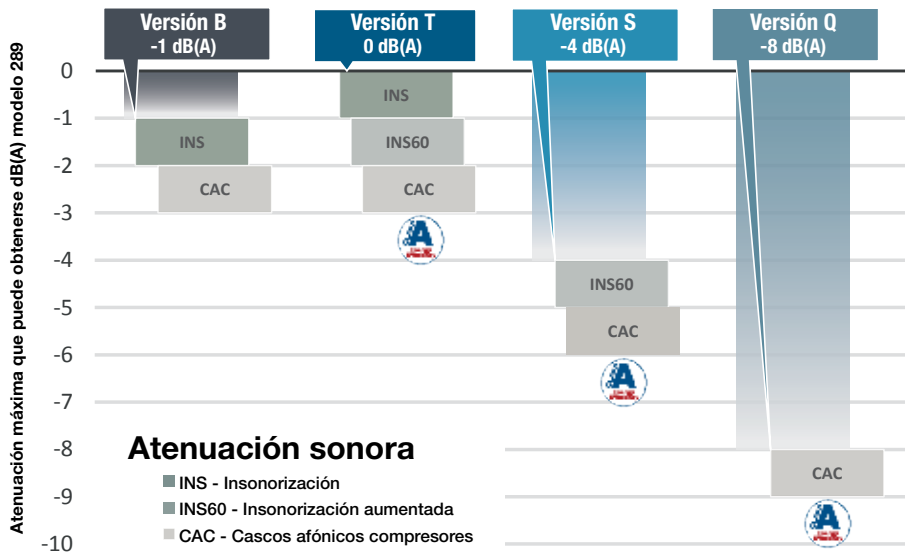 Versión B
-1 dB(A)
Versión T
0 dB(A)
Versión S
-4 dB(A)
Versión Q
-8 dB(A)
Atenuación máxima que puede obtenerse dB(A) modelo 289
0
-1
-2
-3
-4
-5
-6
-7
-8
-9
-10
INS
CAC
INS
INS60
CAC
A
INS60
CAC
A
CAC
A
Atenuación sonora
INS - Insonorización
INS60 - Insonorización aumentada
CAC - Cascos afónicos compresores